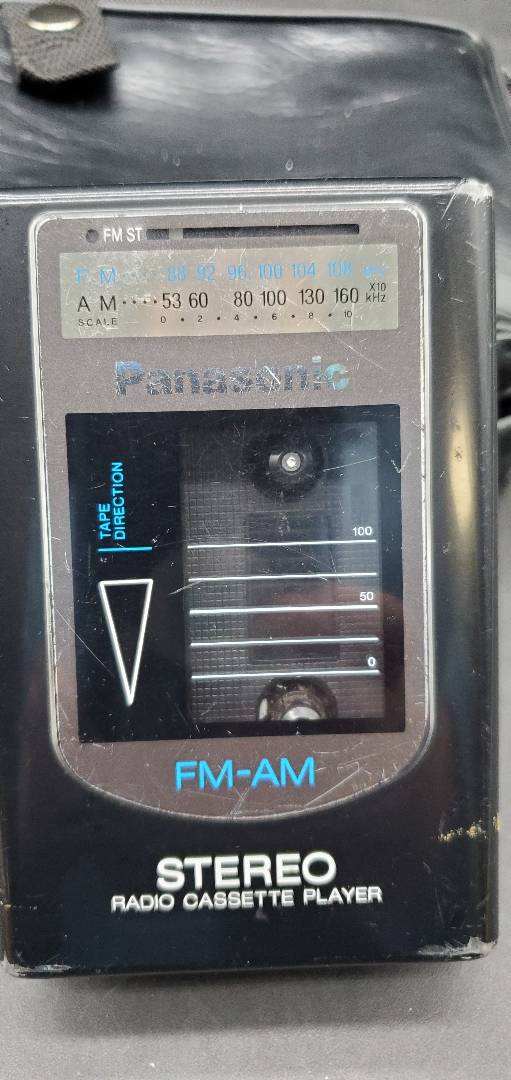 FM ST
FM···· 88 92 96 100 104 108 MHz
AM···· 53 60 80 100 130 160 X10 kHz
SCALE 0 • 2 • 4 • 6 • 8 • 10
Panasonic
TAPE
DIRECTION
100
50
0
FM-AM
STEREO
RADIO CASSETTE PLAYER